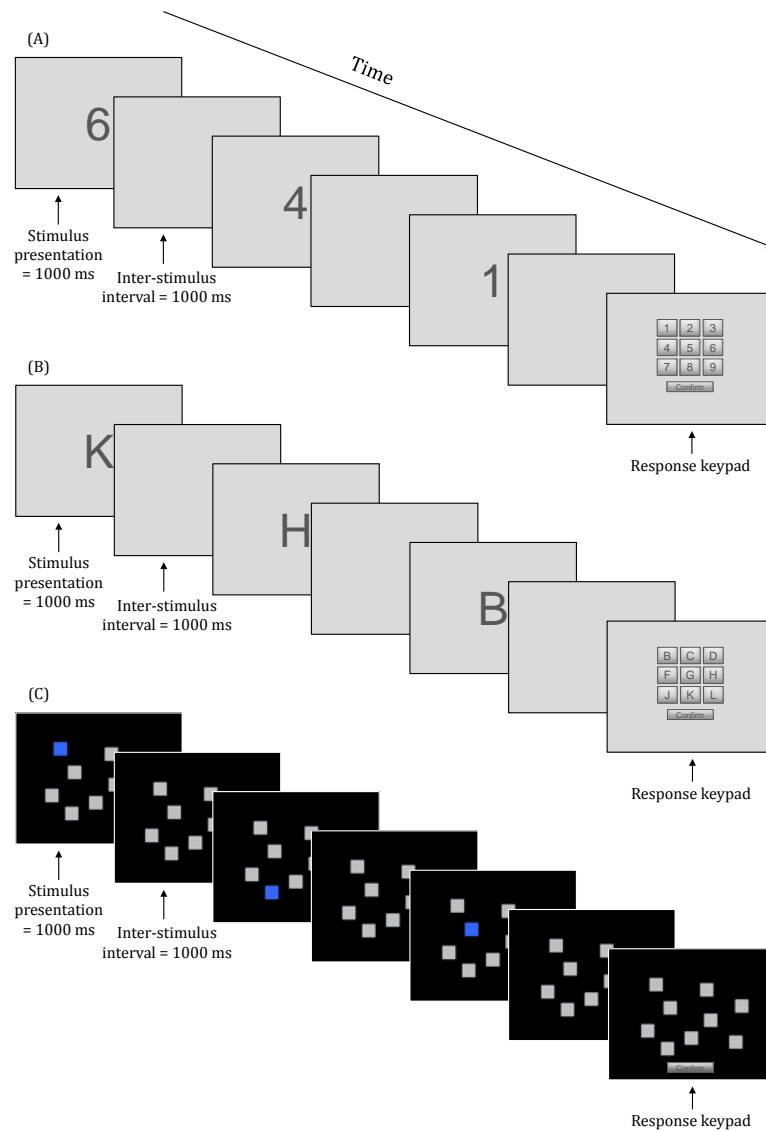 (A)
Time
6
4
1
Stimulus
presentation
= 1000 ms
Inter-stimulus
interval = 1000 ms
1 2 3
4 5 6
7 8 9
Confirm
Response keypad
(B)
K
H
B
Stimulus
presentation
= 1000 ms
Inter-stimulus
interval = 1000 ms
B C D
F G H
J K L
Confirm
Response keypad
(C)
Stimulus
presentation
= 1000 ms
Inter-stimulus
interval = 1000 ms
Confirm
Response keypad